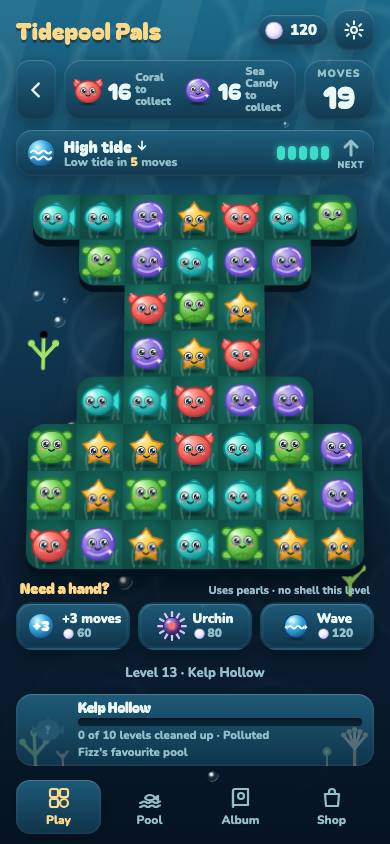 Tidepool Pals
120
16 Coral to collect
16 Sea Candy to collect
MOVES
19
High tide ↓
Low tide in 5 moves
NEXT
Need a hand?
Uses pearls · no shell this level
+3
+3 moves
60
Urchin
80
Wave
120
Level 13 · Kelp Hollow
Kelp Hollow
0 of 10 levels cleaned up · Polluted
Fizz's favourite pool
Play
Pool
Album
Shop